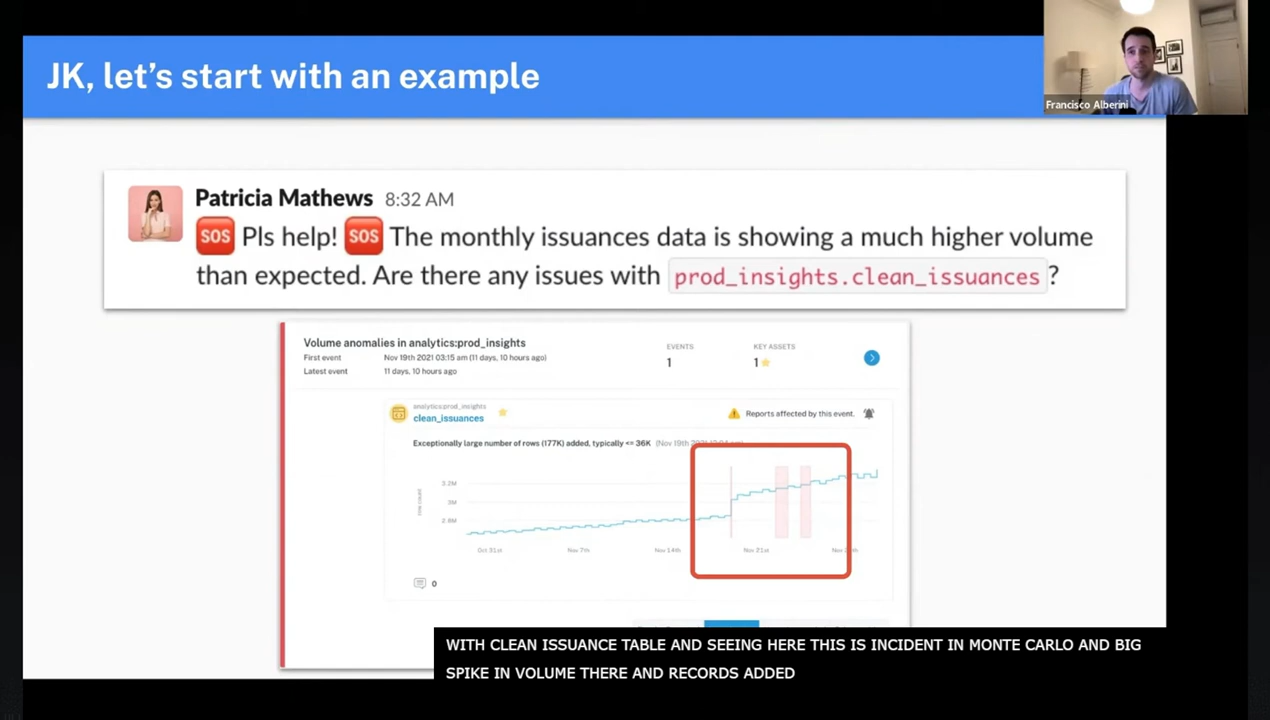 JK, let's start with an example
Francisco Alberini
Patricia Mathews 8:32 AM
SOS Pls help! SOS The monthly issuances data is showing a much higher volume
than expected. Are there any issues with prod_insights.clean_issuances?
Volume anomalies in analytics:prod_insights
First event Nov 19th 2021 03:15 am (11 days, 10 hours ago)
Latest event 11 days, 10 hours ago
EVENTS
1
KEY ASSETS
1
analytics:prod_insights
clean_issuances
Reports affected by this event.
Exceptionally large number of rows (177K) added, typically <= 36K (Nov 19th
3.2M
3M
2.8M
Oct 31st Nov 7th Nov 14th Nov 21st Nov
0
WITH CLEAN ISSUANCE TABLE AND SEEING HERE THIS IS INCIDENT IN MONTE CARLO AND BIG
SPIKE IN VOLUME THERE AND RECORDS ADDED